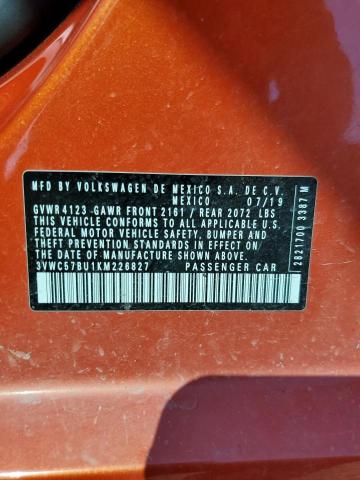 MFD BY VOLKSWAGEN DE MEXICO S.A. DE C.V.
MEXICO 07/19
GVWR 4123 GAWR FRONT 2161 / REAR 2072 LBS
THIS VEHICLE CONFORMS TO ALL APPLICABLE U.S.
FEDERAL MOTOR VEHICLE SAFETY, BUMPER AND
THEFT PREVENTION STANDARDS IN EFFECT ON
THE DATE OF MANUFACTURE SHOWN ABOVE.
3VWC57BU1KM226827 PASSENGER CAR
2821700 3387 M